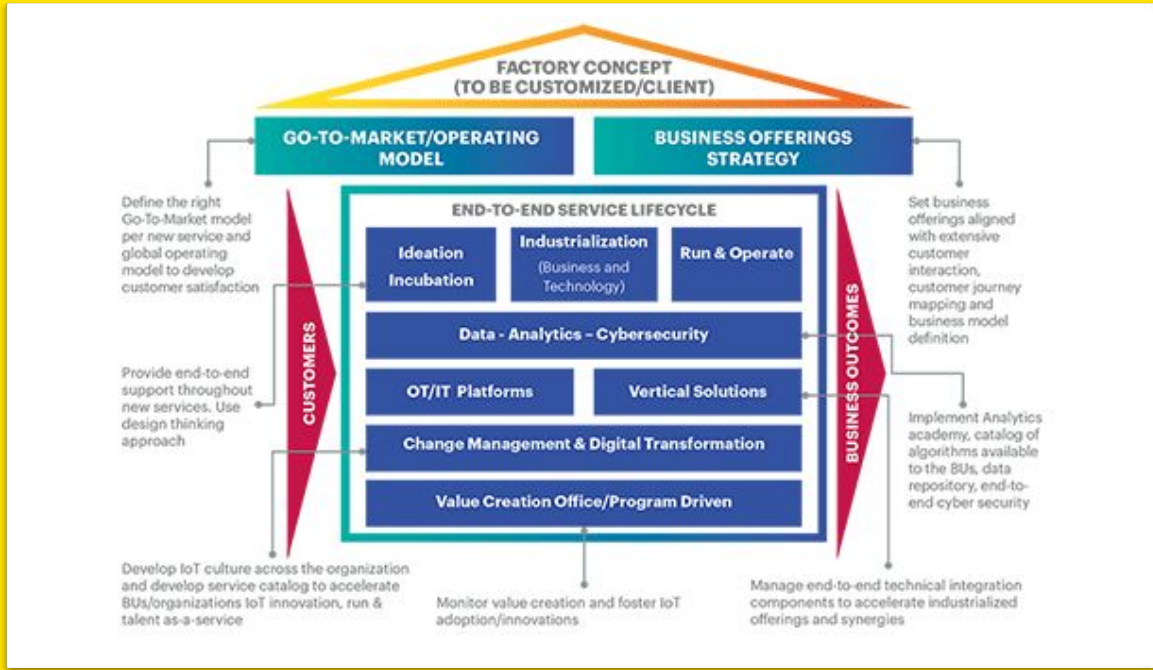 FACTORY CONCEPT
(TO BE CUSTOMIZED/CLIENT)
GO-TO-MARKET/OPERATING
MODEL
BUSINESS OFFERINGS
STRATEGY
Define the right
Go-To-Market model
per new service and
global operating
model to develop
customer satisfaction
Provide end-to-end
support throughout
new services. Use
design thinking
approach
CUSTOMERS
END-TO-END SERVICE LIFECYCLE
Ideation
Incubation
Industrialization
(Business and
Technology)
Run & Operate
Data - Analytics – Cybersecurity
OT/IT Platforms
Vertical Solutions
Change Management & Digital Transformation
Value Creation Office/Program Driven
BUSINESS OUTCOMES
Set business
offerings aligned
with extensive
customer
interaction,
customer journey
mapping and
business model
definition
Implement Analytics
academy, catalog of
algorithms available
to the BUs, data
repository, end-to-
end cyber security
Develop IoT culture across the organization
and develop service catalog to accelerate
BUs/organizations IoT innovation, run &
talent as-a-service
Monitor value creation and foster IoT
adoption/innovations
Manage end-to-end technical integration
components to accelerate industrialized
offerings and synergies